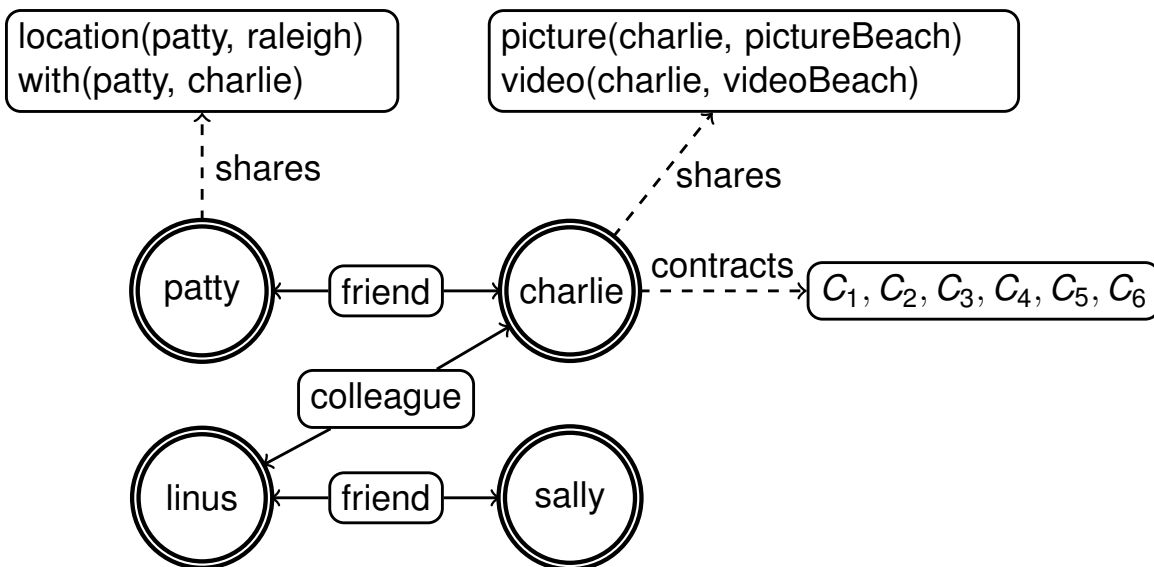 location(patty, raleigh)
with(patty, charlie)
picture(charlie, pictureBeach)
video(charlie, videoBeach)
shares
shares
patty
friend
charlie
contracts
C₁, C₂, C₃, C₄, C₅, C₆
colleague
linus
friend
sally